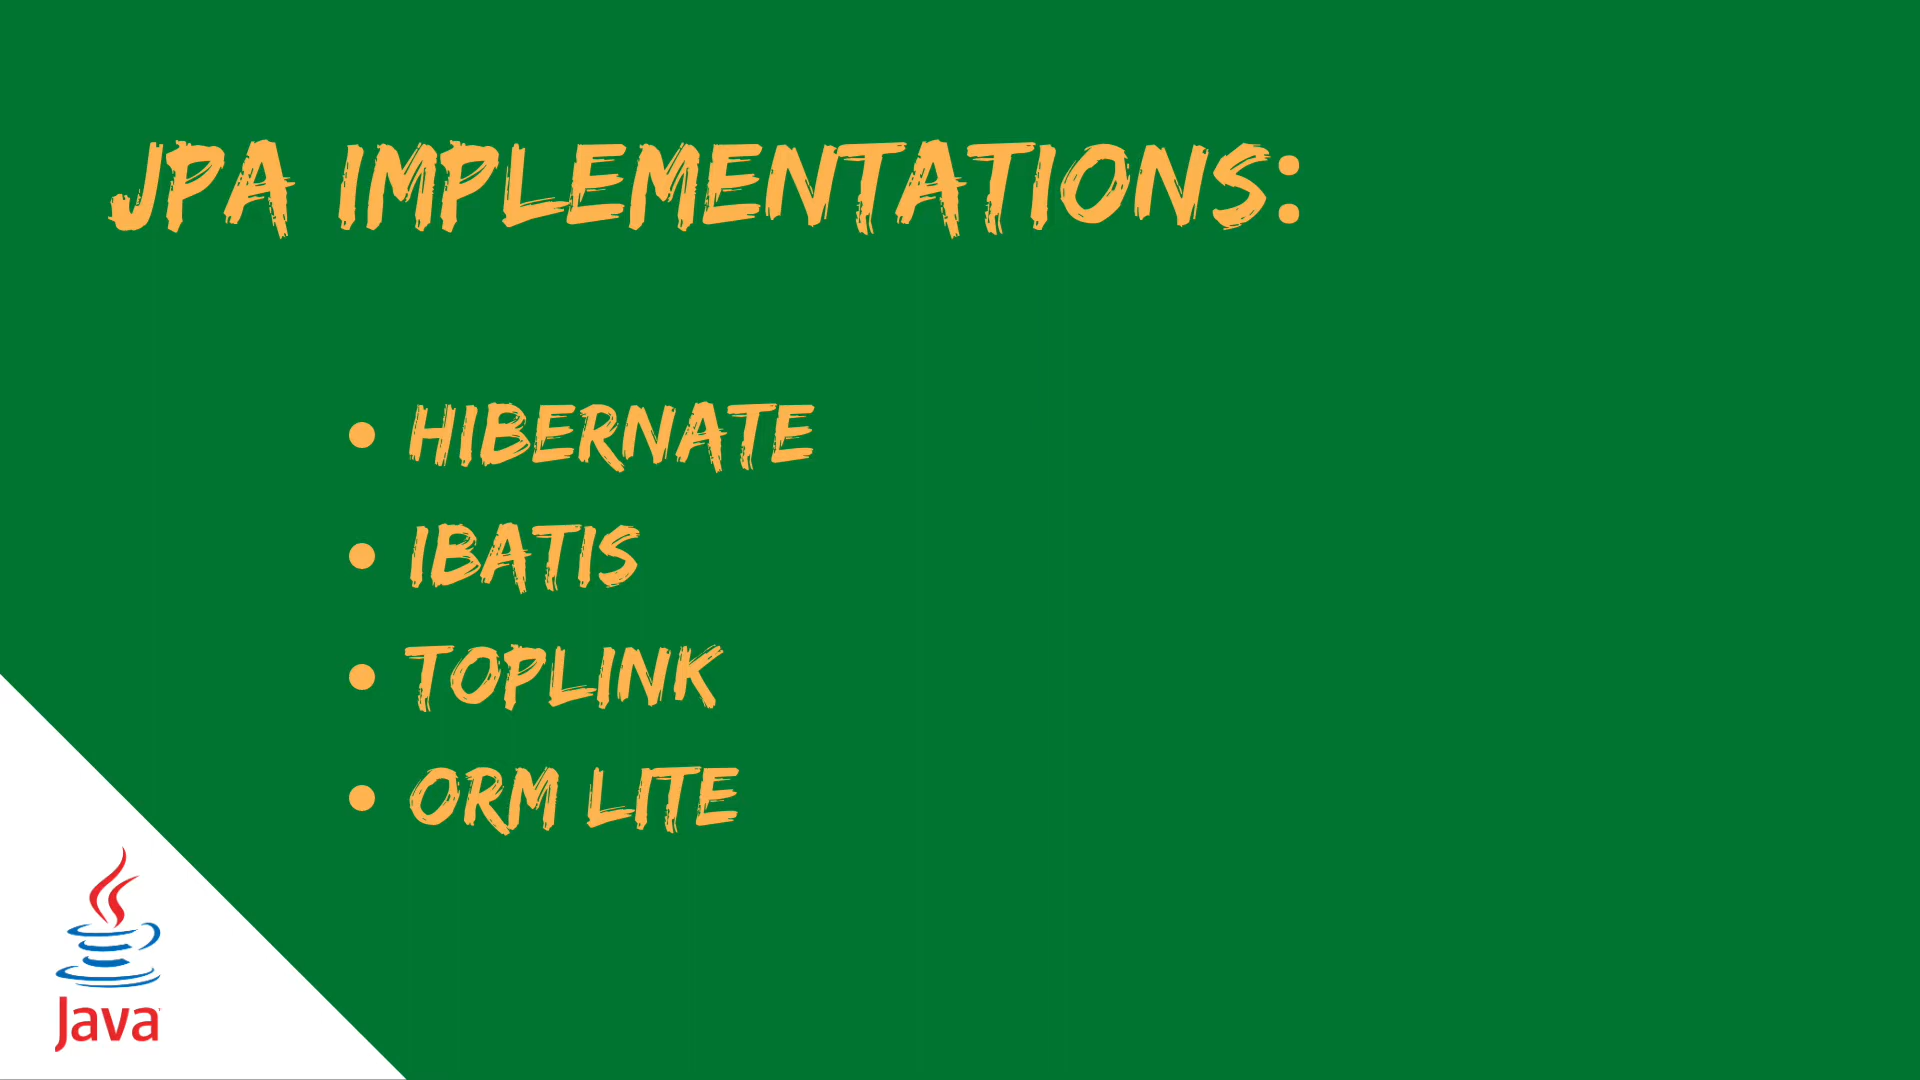 JPA IMPLEMENTATIONS:
• HIBERNATE
• IBATIS
• TOPLINK
• ORM LITE
Java